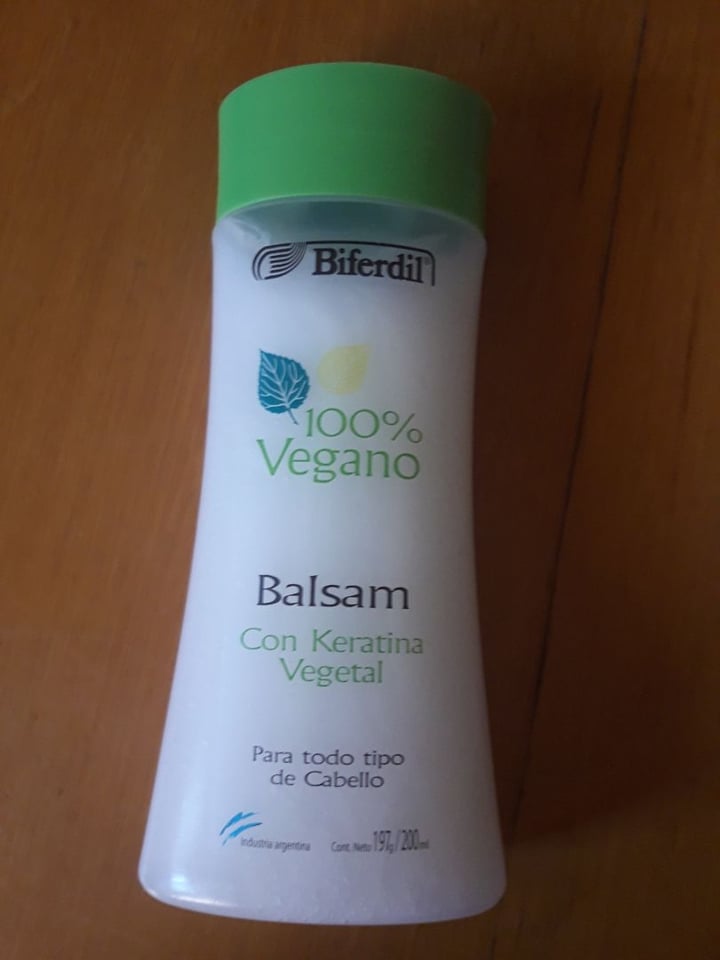 Biferdil®
100%
Vegano
Balsam
Con Keratina
Vegetal
Para todo tipo
de Cabello
Industria argentina Cont. Neto 197g/200ml